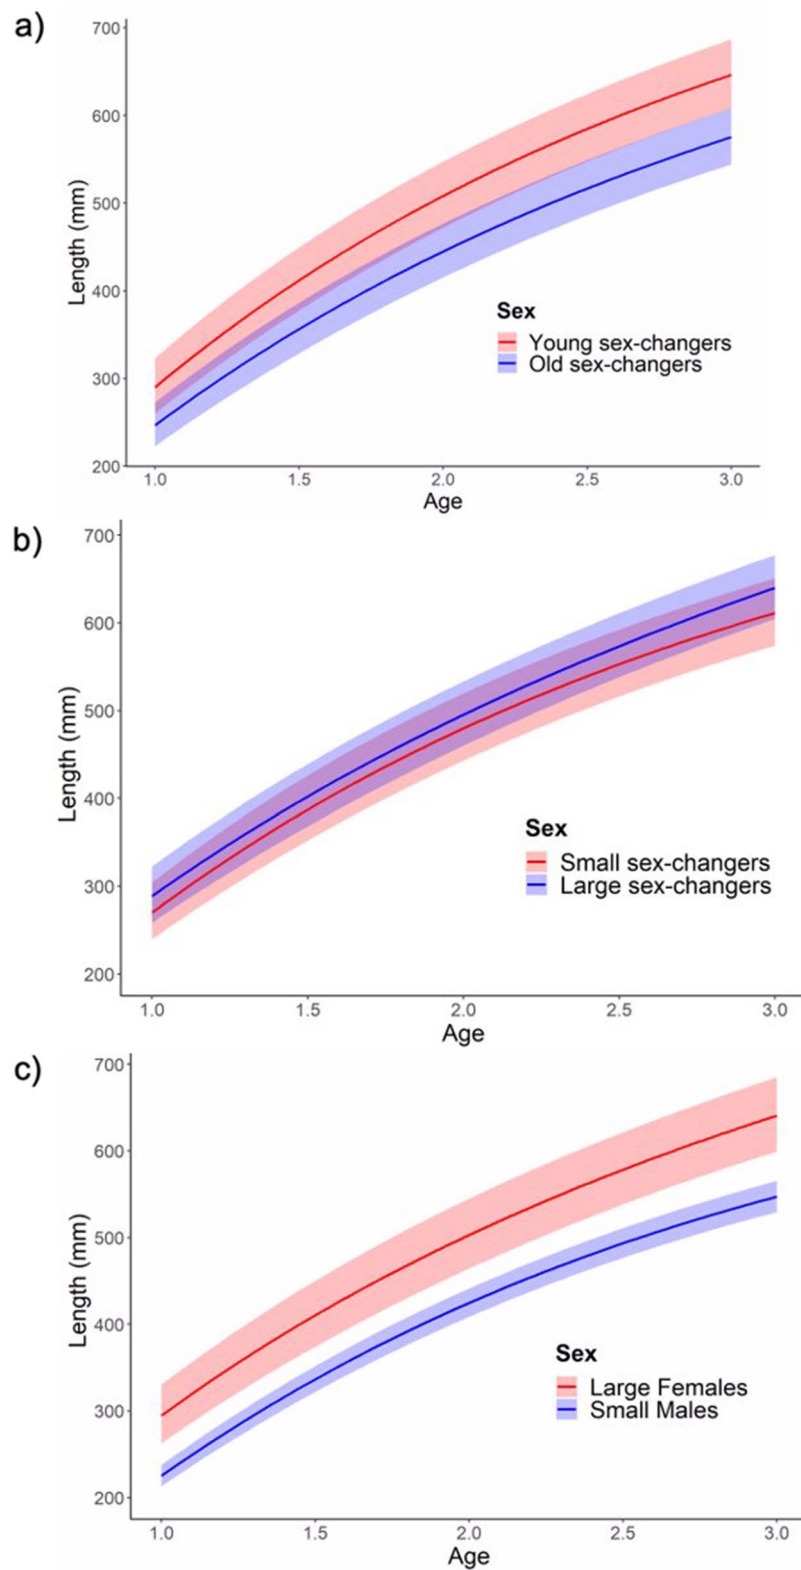 a)
700
600
500
400
300
200
Length (mm)
Sex
Young sex-changers
Old sex-changers
1.0 1.5 2.0 2.5 3.0
Age
b)
700
600
500
400
300
200
Length (mm)
Sex
Small sex-changers
Large sex-changers
1.0 1.5 2.0 2.5 3.0
Age
c)
700
600
500
400
300
200
Length (mm)
Sex
Large Females
Small Males
1.0 1.5 2.0 2.5 3.0
Age